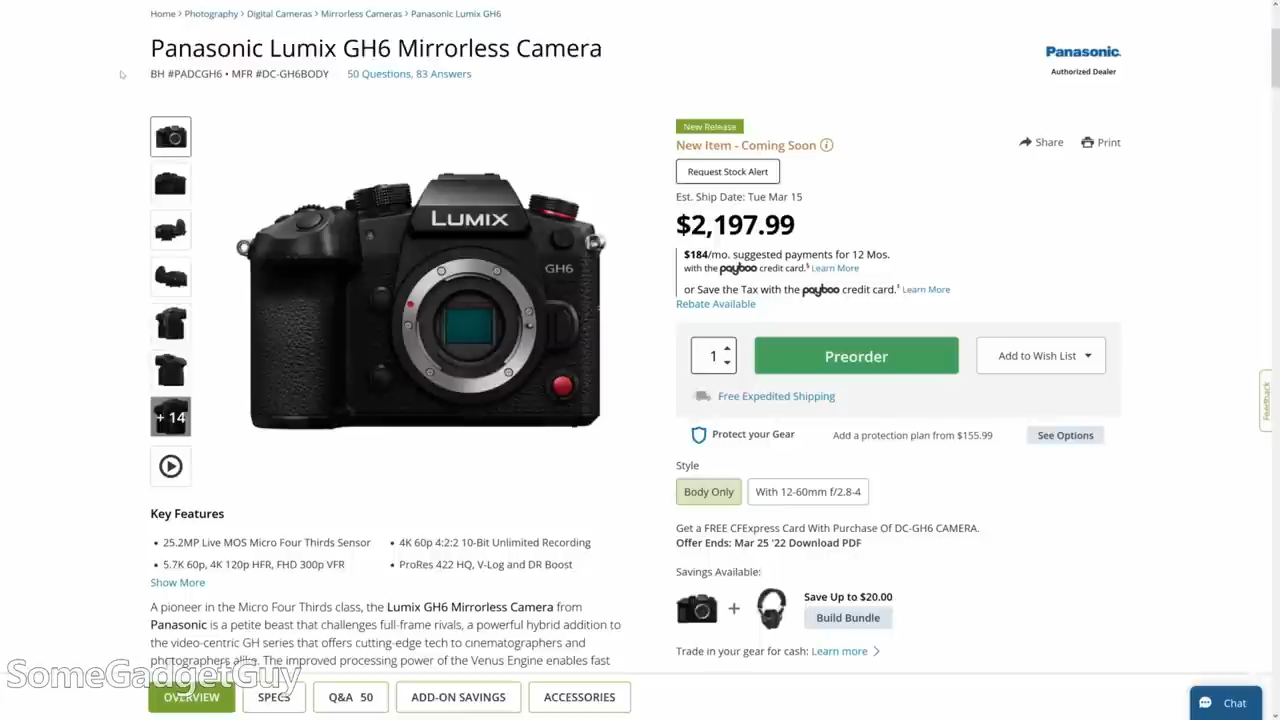 Home > Photography > Digital Cameras > Mirrorless Cameras > Panasonic Lumix GH6
Panasonic Lumix GH6 Mirrorless Camera
BH #PADCGH6 • MFR #DC-GH6BODY 50 Questions, 83 Answers
Panasonic
Authorized Dealer
New Release
New Item - Coming Soon
Share
Print
Request Stock Alert
Est. Ship Date: Tue Mar 15
$2,197.99
$184/mo. suggested payments for 12 Mos.
with the payboo credit card.§ Learn More
or Save the Tax with the payboo credit card.‡ Learn More
Rebate Available
1
Preorder
Add to Wish List
Free Expedited Shipping
Protect your Gear
Add a protection plan from $155.99
See Options
Style
Body Only
With 12-60mm f/2.8-4
Get a FREE CFExpress Card With Purchase Of DC-GH6 CAMERA.
Offer Ends: Mar 25 '22 Download PDF
Savings Available:
+
Save Up to $20.00
Build Bundle
Trade in your gear for cash: Learn more
LUMIX
GH6
+ 14
Key Features
• 25.2MP Live MOS Micro Four Thirds Sensor
• 5.7K 60p, 4K 120p HFR, FHD 300p VFR
• 4K 60p 4:2:2 10-Bit Unlimited Recording
• ProRes 422 HQ, V-Log and DR Boost
Show More
A pioneer in the Micro Four Thirds class, the Lumix GH6 Mirrorless Camera from
Panasonic is a petite beast that challenges full-frame rivals, a powerful hybrid addition to
the video-centric GH series that offers cutting-edge tech to cinematographers and
photographers alike. The improved processing power of the Venus Engine enables fast
SomeGadgetGuy
OVERVIEW
SPECS
Q&A 50
ADD-ON SAVINGS
ACCESSORIES
Feedback
Chat